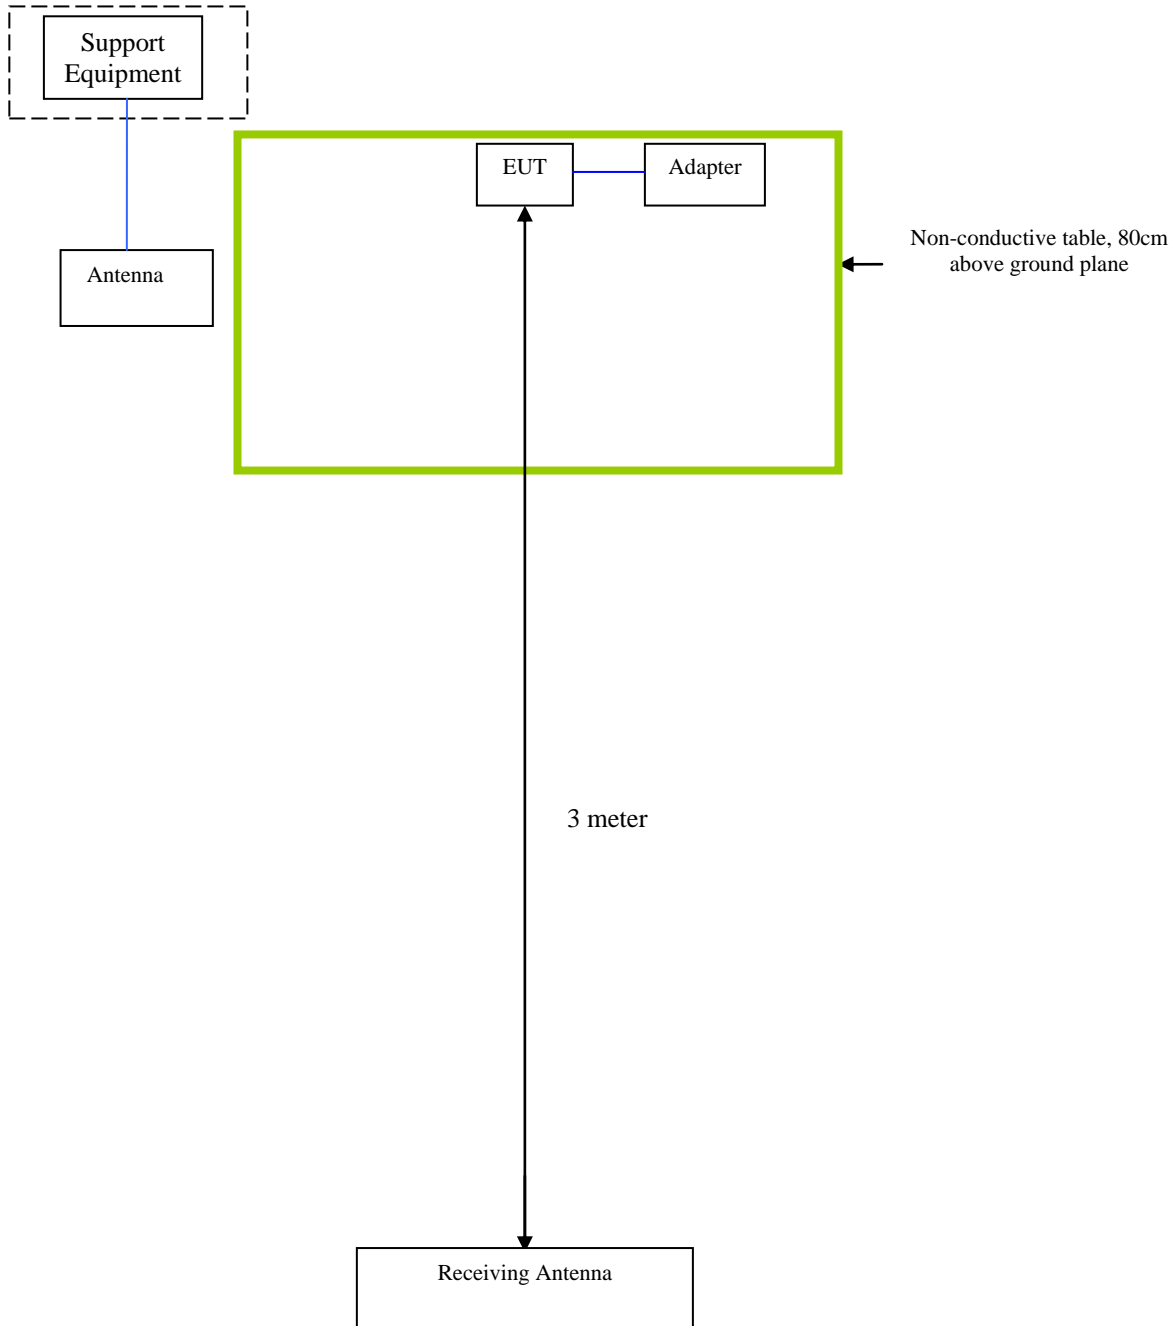 Support
Equipment
EUT
Adapter
Non-conductive table, 80cm
above ground plane
Antenna
3 meter
Receiving Antenna